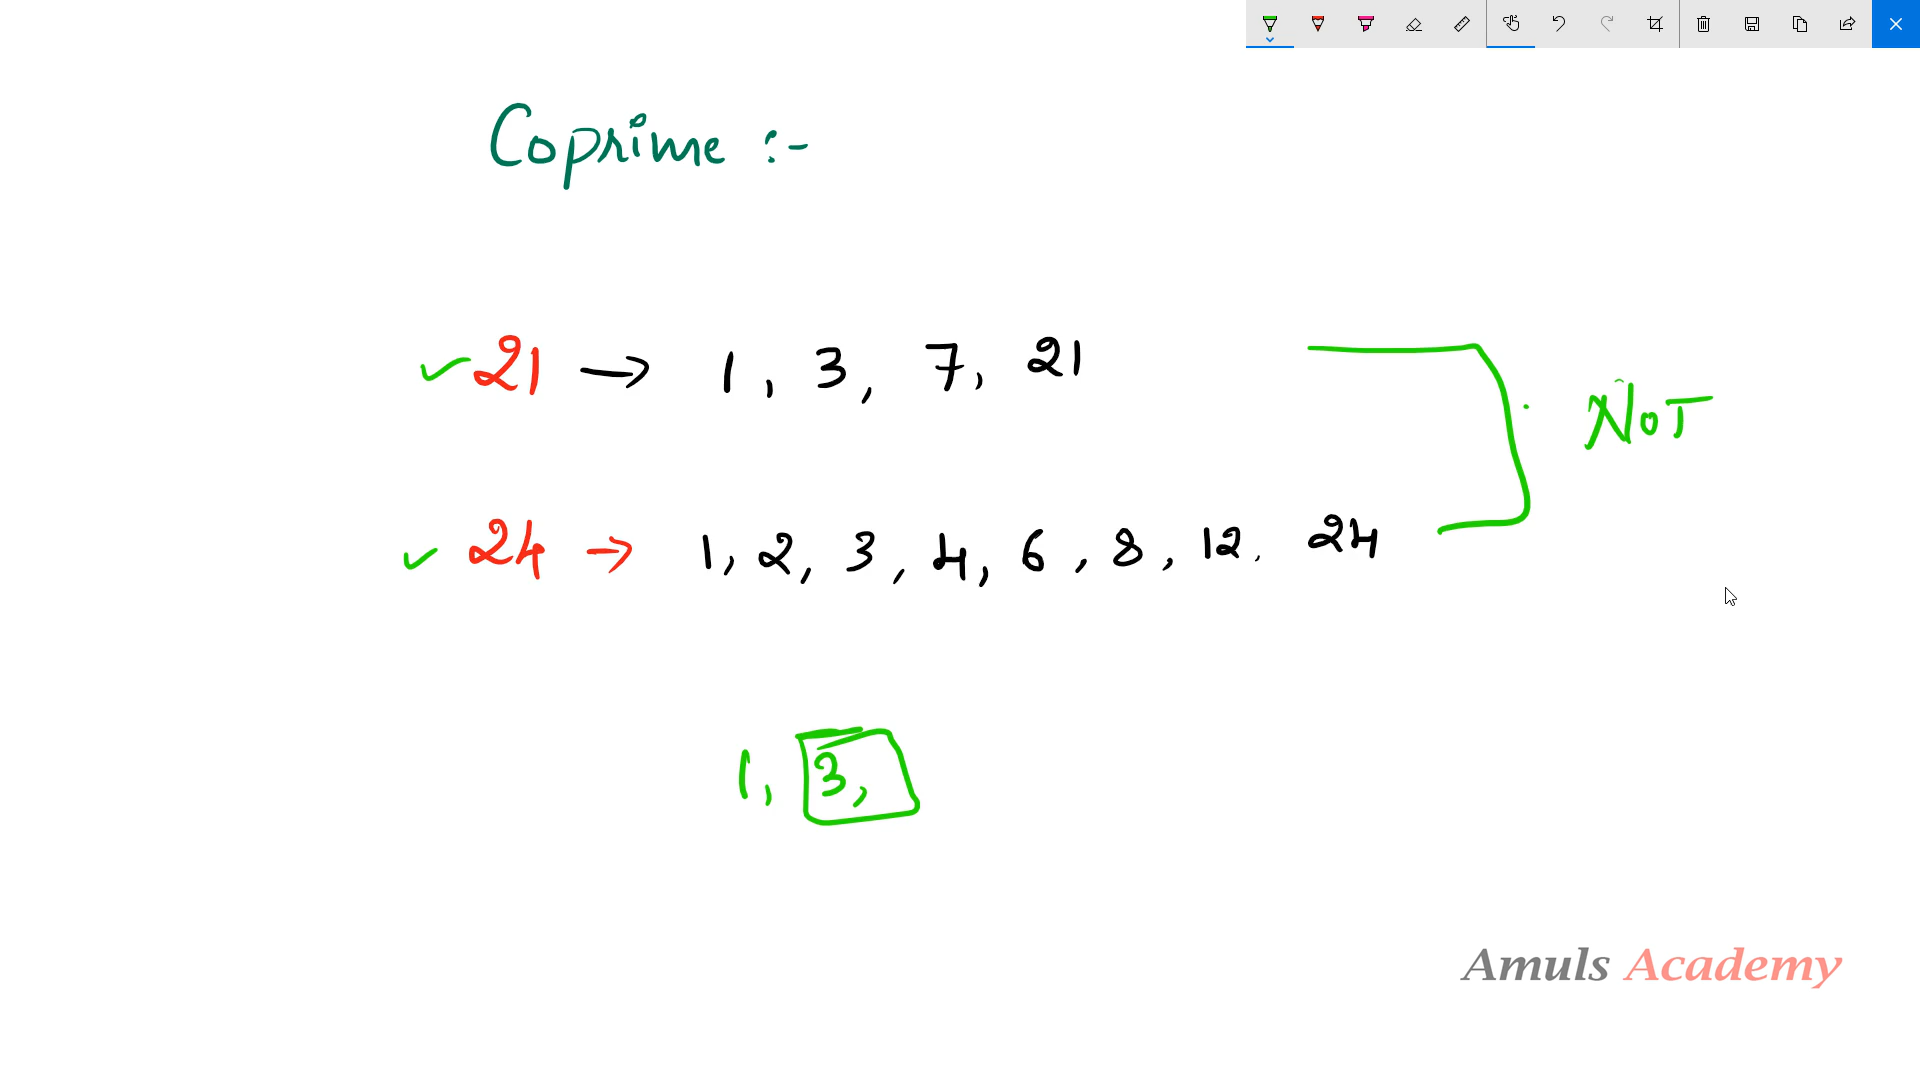 Coprime :-
21 → 1, 3, 7, 21
NOT
24 → 1, 2, 3, 4, 6, 8, 12. 24
1, 3,
Amuls Academy